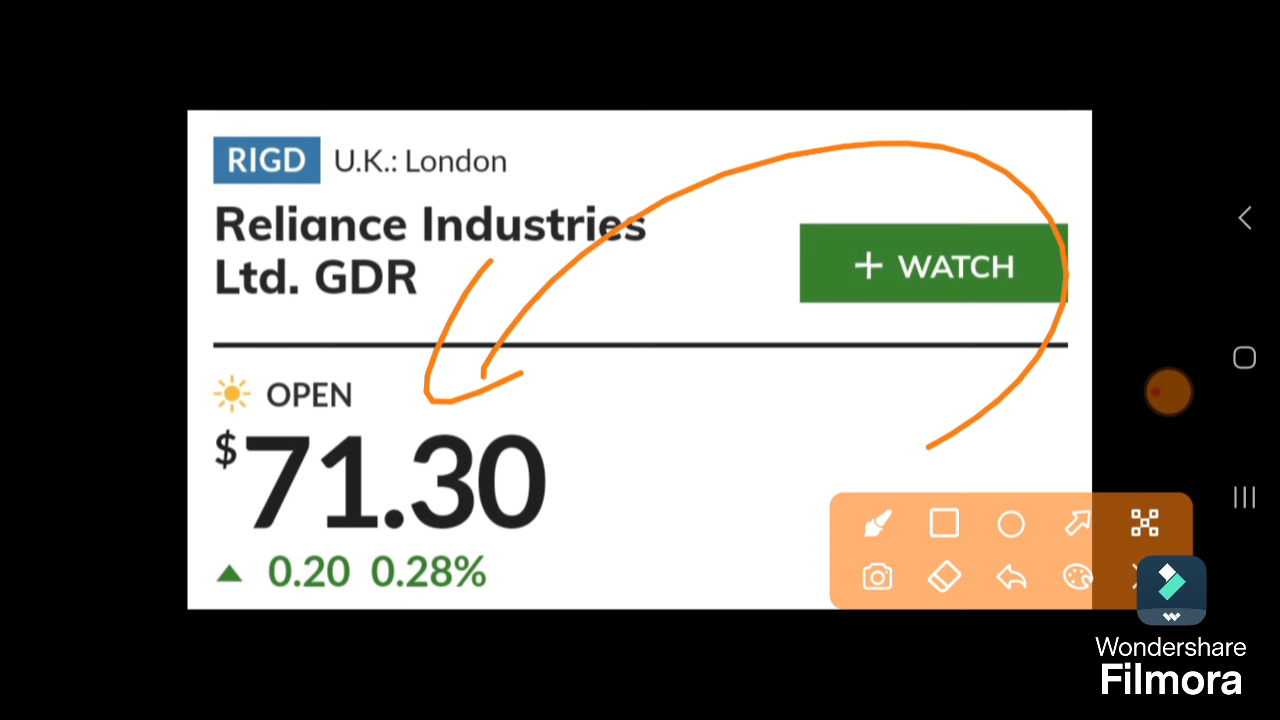 RIGD U.K.: London
Reliance Industries
Ltd. GDR
+ WATCH
OPEN
$71.30
0.20 0.28%
Wondershare
Filmora